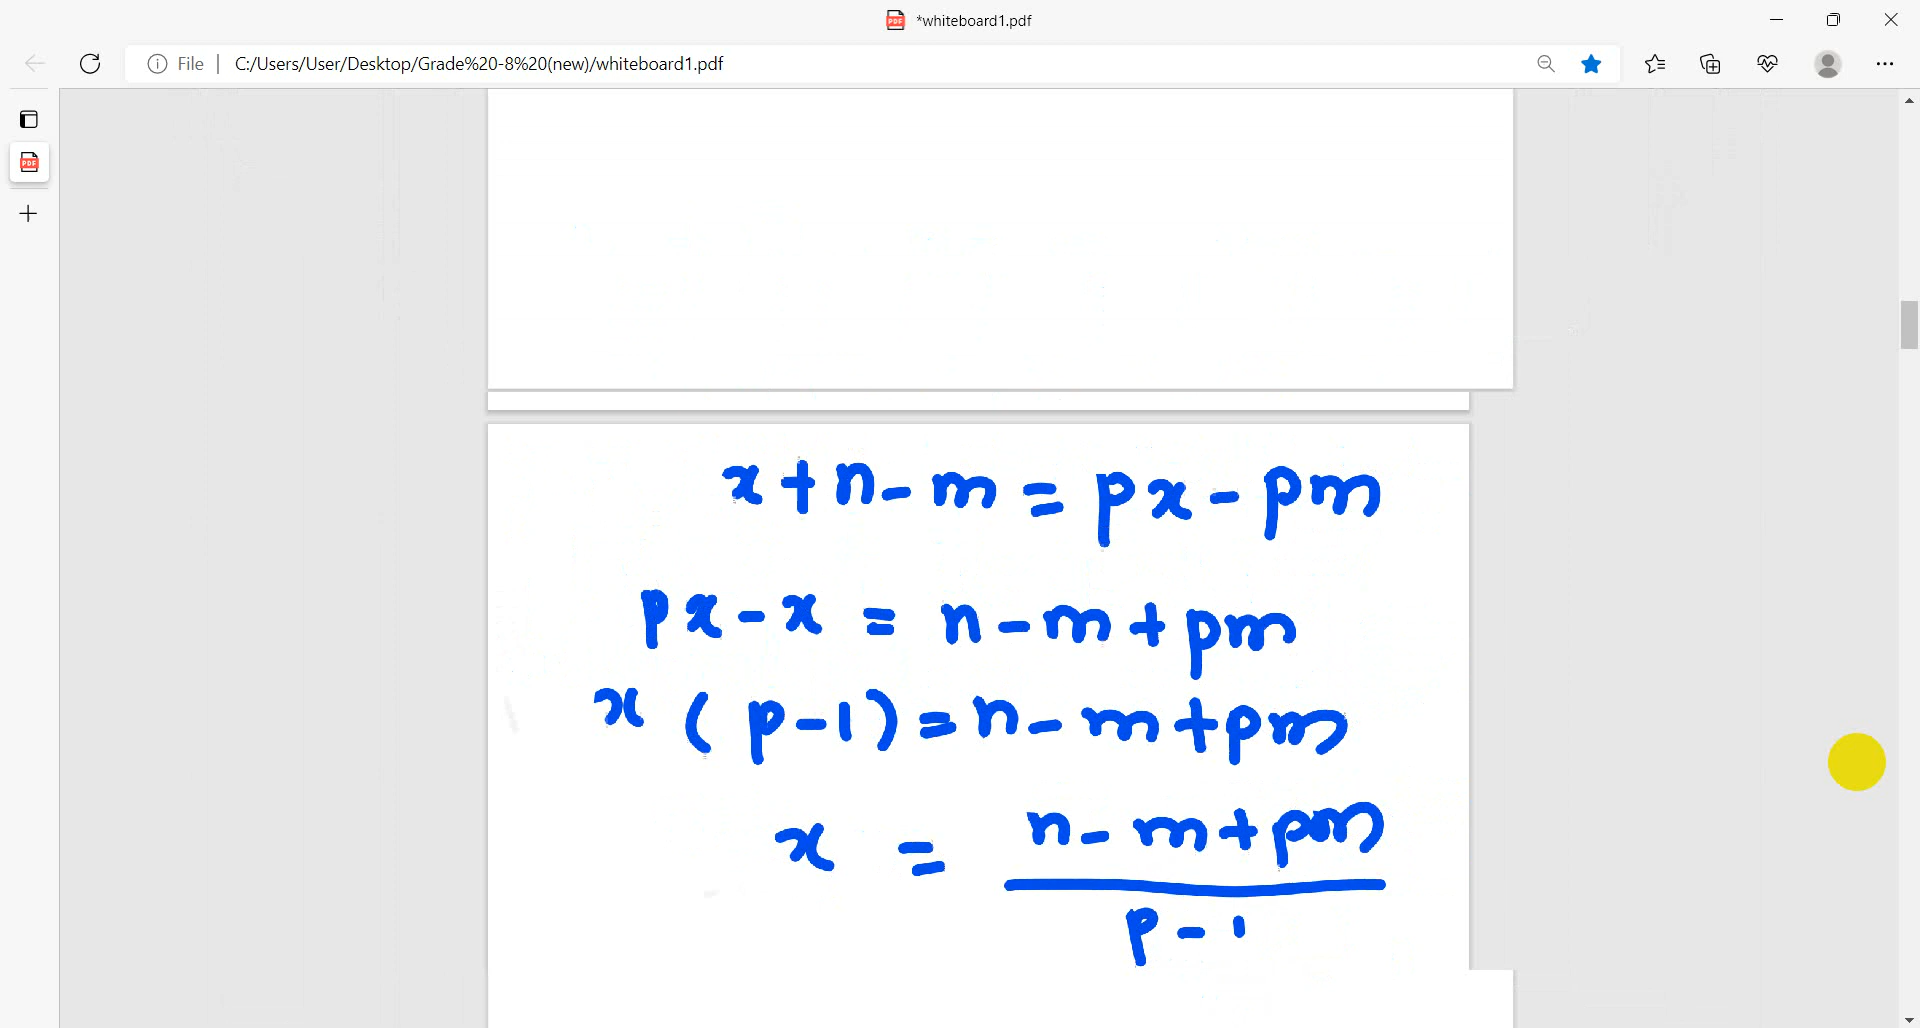 *whiteboard1.pdf
File | C:/Users/User/Desktop/Grade%20-8%20(new)/whiteboard1.pdf
x + n - m = px - pm
px - x = n - m + pm
x (p - 1) = n - m + pm
x = n - m + pm
p - 1